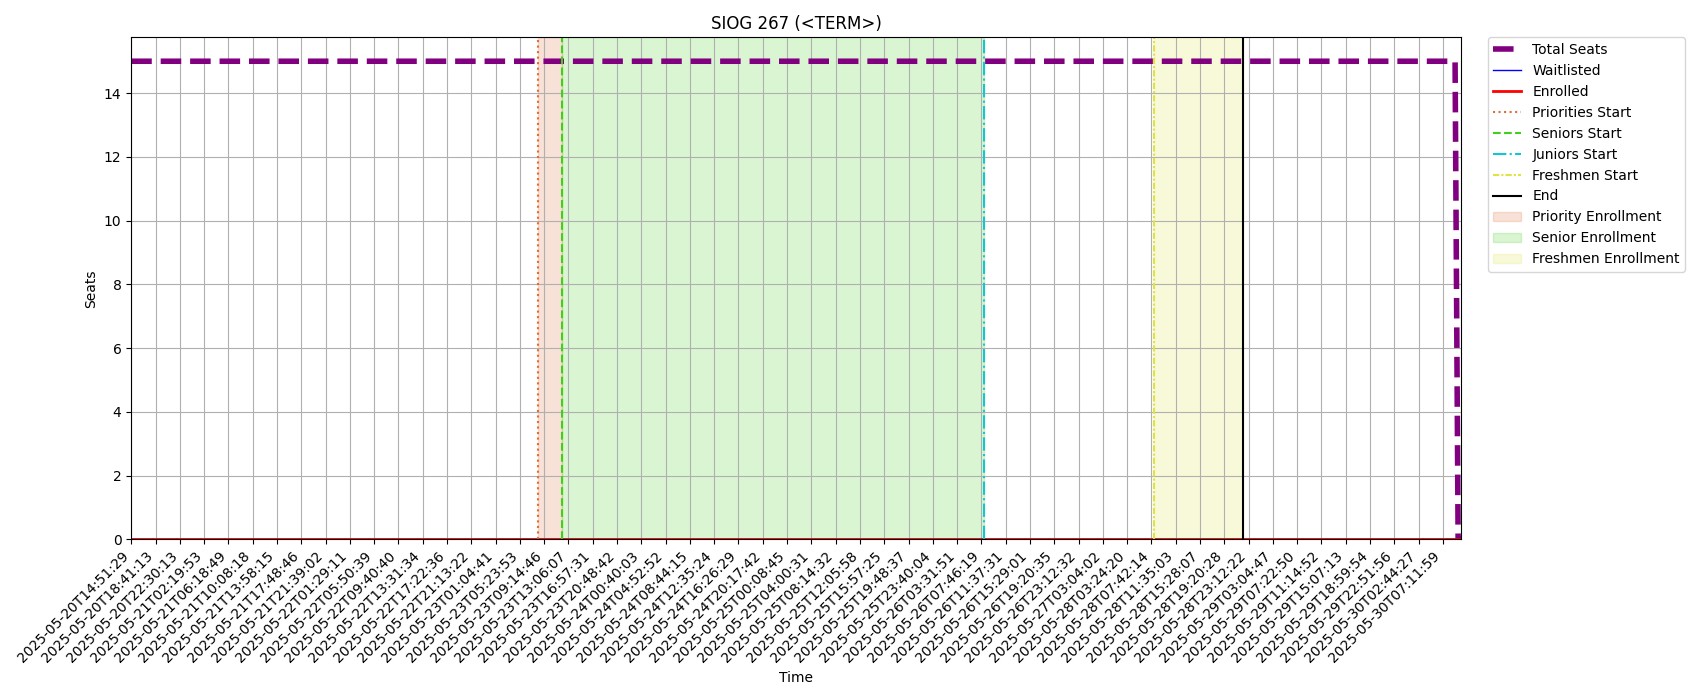 SIOG 267 (<TERM>)
Total Seats
Waitlisted
Enrolled
Priorities Start
Seniors Start
Juniors Start
Freshmen Start
End
Priority Enrollment
Senior Enrollment
Freshmen Enrollment
Seats
14
12
10
8
6
4
2
0
2025-05-20T14:51:29
2025-05-20T18:41:13
2025-05-20T22:30:13
2025-05-21T02:19:53
2025-05-21T06:18:49
2025-05-21T10:08:18
2025-05-21T13:58:15
2025-05-21T17:48:46
2025-05-21T21:39:02
2025-05-22T01:29:11
2025-05-22T05:50:39
2025-05-22T09:40:40
2025-05-22T13:31:34
2025-05-22T17:22:36
2025-05-22T21:13:22
2025-05-23T01:04:41
2025-05-23T05:23:53
2025-05-23T09:14:46
2025-05-23T13:06:07
2025-05-23T16:57:31
2025-05-23T20:48:42
2025-05-24T00:40:03
2025-05-24T04:52:52
2025-05-24T08:44:15
2025-05-24T12:35:24
2025-05-24T16:26:29
2025-05-24T20:17:42
2025-05-25T00:08:45
2025-05-25T04:00:31
2025-05-25T08:14:32
2025-05-25T12:05:58
2025-05-25T15:57:25
2025-05-25T19:48:37
2025-05-25T23:40:04
2025-05-26T03:31:51
2025-05-26T07:46:19
2025-05-26T11:37:31
2025-05-26T15:29:01
2025-05-26T19:20:35
2025-05-26T23:12:32
2025-05-27T03:04:02
2025-05-28T03:24:20
2025-05-28T07:42:14
2025-05-28T11:35:03
2025-05-28T15:28:07
2025-05-28T19:20:28
2025-05-28T23:12:22
2025-05-29T03:04:47
2025-05-29T07:22:50
2025-05-29T11:14:52
2025-05-29T15:07:13
2025-05-29T18:59:54
2025-05-29T22:51:56
2025-05-30T02:44:27
2025-05-30T07:11:59
Time